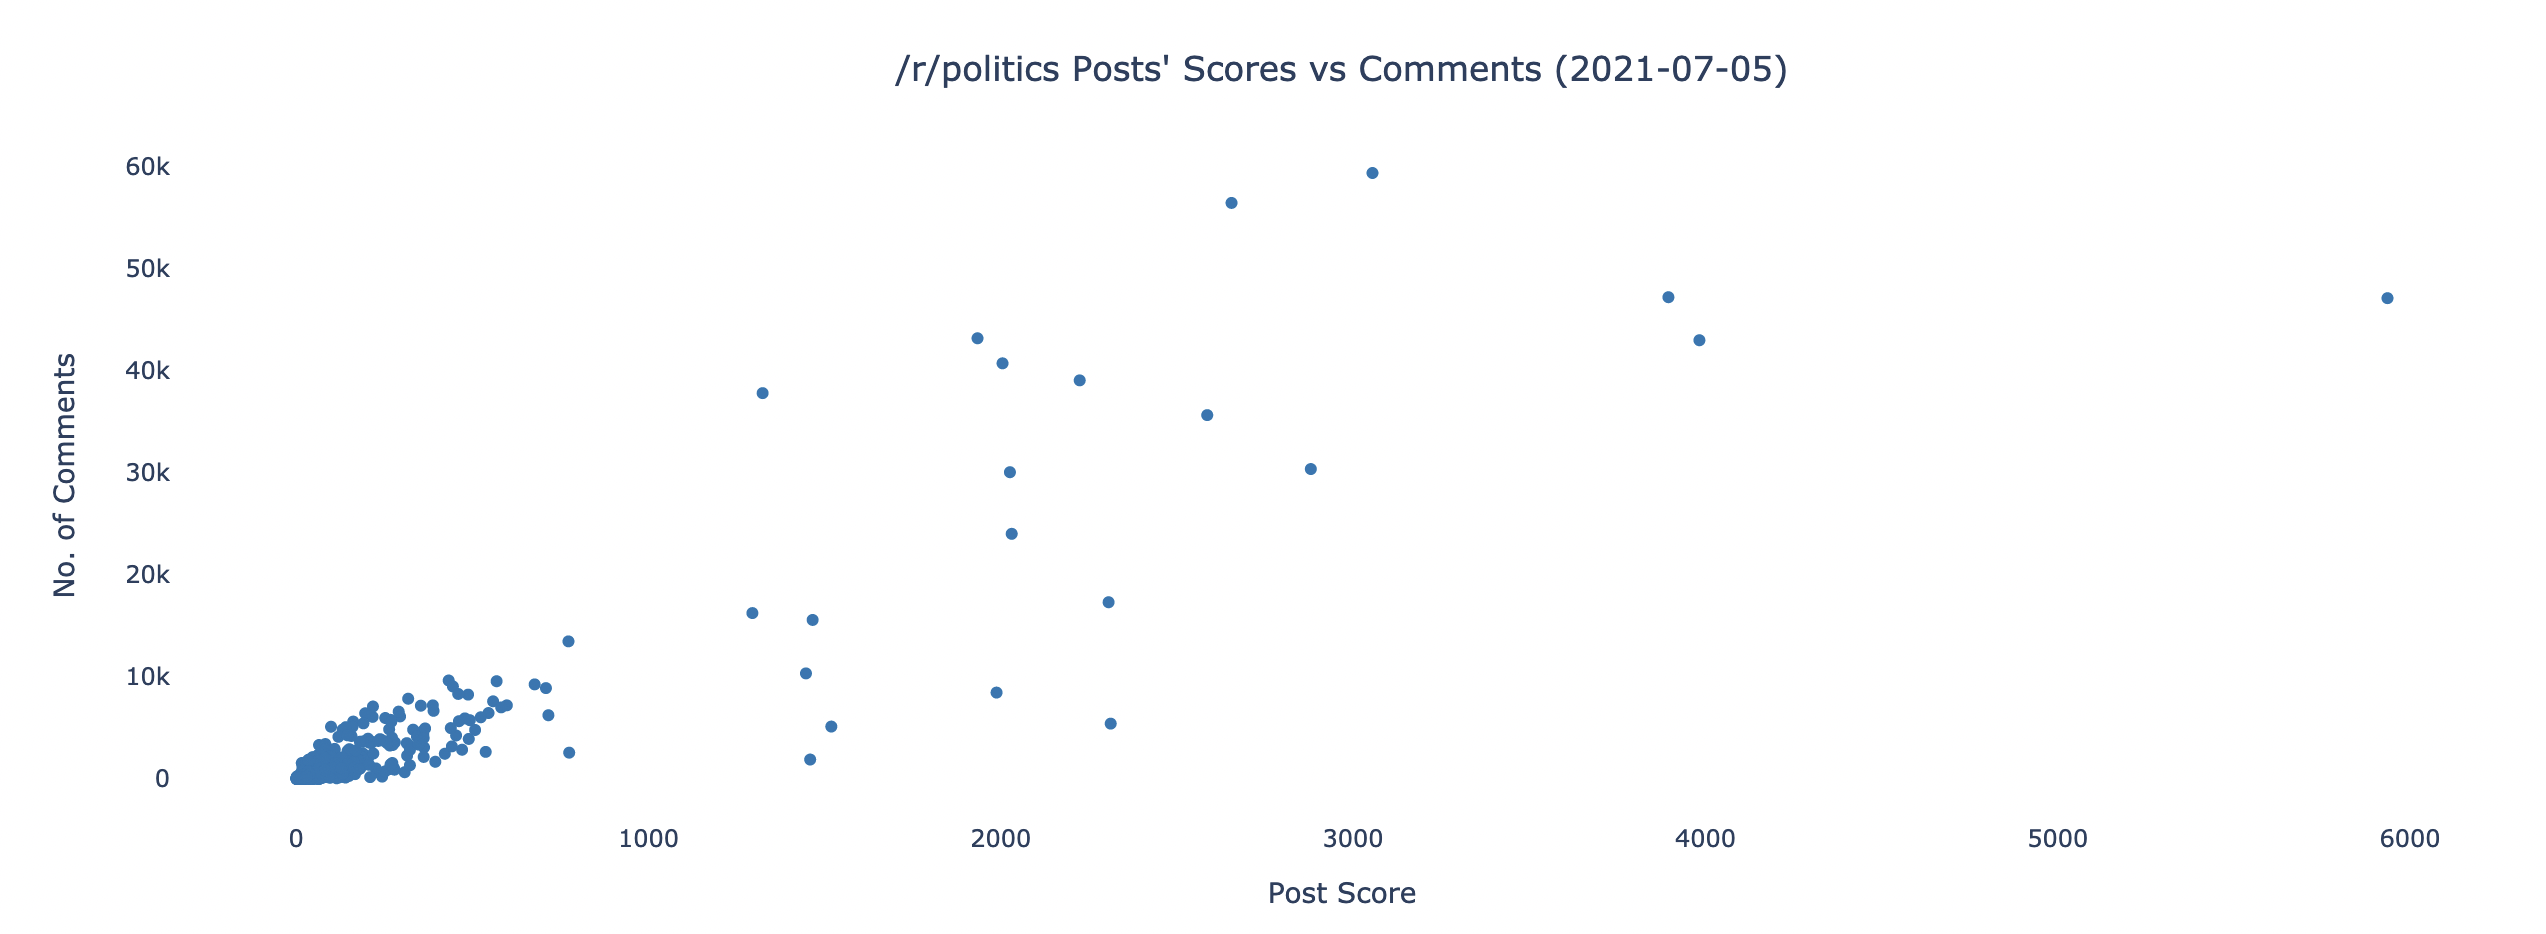 /r/politics Posts' Scores vs Comments (2021-07-05)
60k
50k
40k
30k
20k
10k
0
No. of Comments
0 1000 2000 3000 4000 5000 6000
Post Score